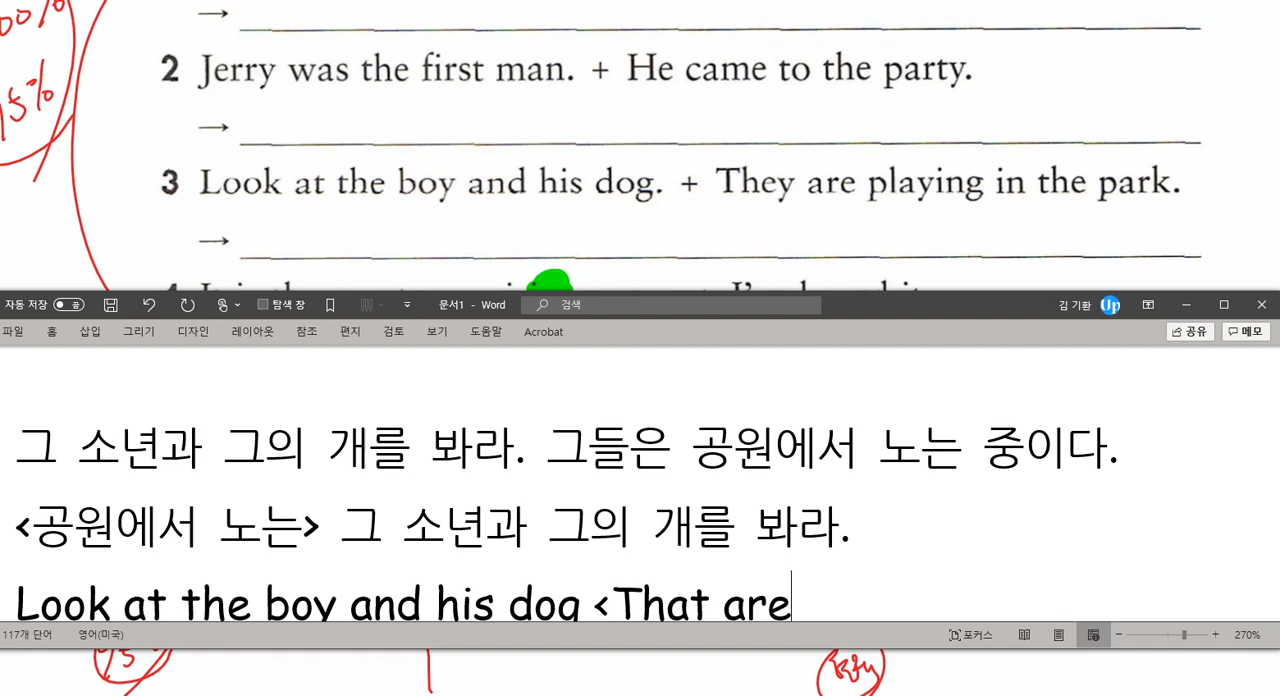 00%
15%
→
2 Jerry was the first man. + He came to the party.
→
3 Look at the boy and his dog. + They are playing in the park.
→
자동 저장 끔 탐색 창 문서1 - Word 검색 김 기환
파일 홈 삽입 그리기 디자인 레이아웃 참조 편지 검토 보기 도움말 Acrobat 공유 메모
그 소년과 그의 개를 봐라. 그들은 공원에서 노는 중이다.
<공원에서 노는> 그 소년과 그의 개를 봐라.
Look at the boy and his dog <That are
117개 단어 영어(미국) 포커스 270%